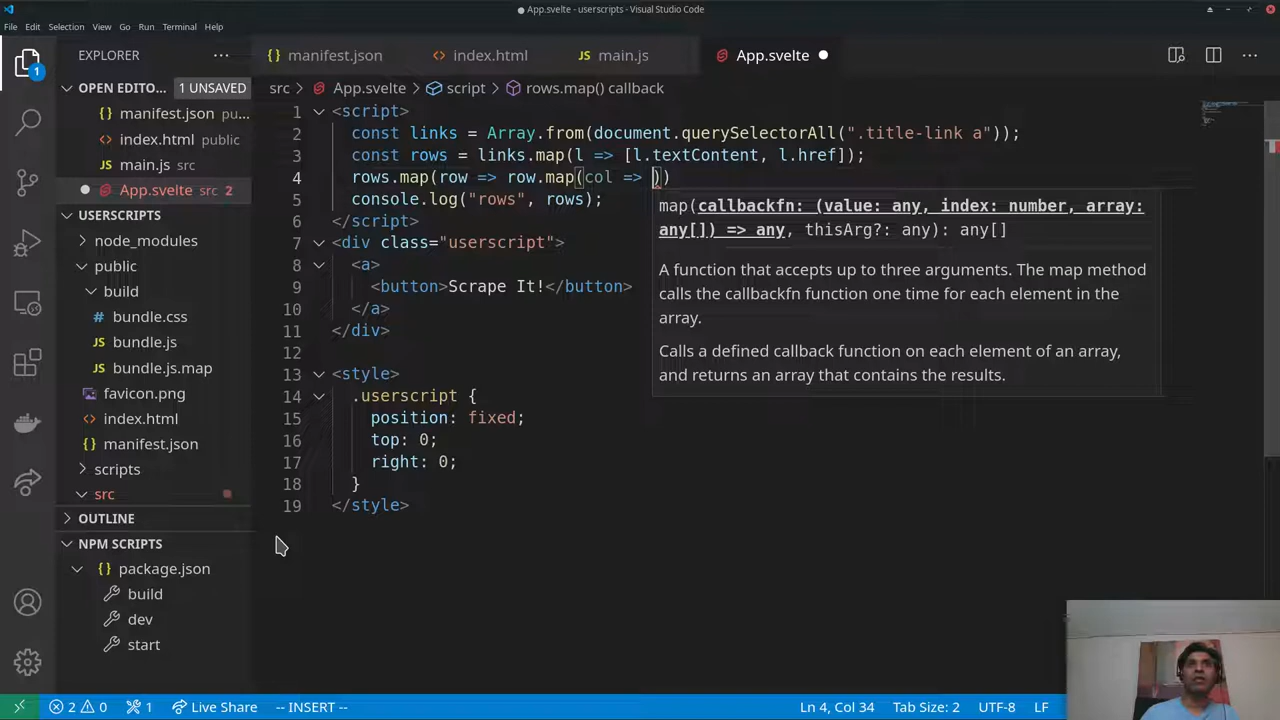 App.svelte - userscripts - Visual Studio Code
File Edit Selection View Go Run Terminal Help
EXPLORER
manifest.json
index.html
main.js
App.svelte
OPEN EDITO... 1 UNSAVED
src > App.svelte > script > rows.map() callback
manifest.json pu...
index.html public
main.js src
App.svelte src 2
USERSCRIPTS
node_modules
public
build
bundle.css
bundle.js
bundle.js.map
favicon.png
index.html
manifest.json
scripts
src
OUTLINE
NPM SCRIPTS
package.json
build
dev
start
1 <script>
2 const links = Array.from(document.querySelectorAll(".title-link a"));
3 const rows = links.map(l => [l.textContent, l.href]);
4 rows.map(row => row.map(col => ))
5 console.log("rows", rows);
6 </script>
7 <div class="userscript">
8 <a>
9 <button>Scrape It!</button>
10 </a>
11 </div>
12
13 <style>
14 .userscript {
15 position: fixed;
16 top: 0;
17 right: 0;
18 }
19 </style>
map(callbackfn: (value: any, index: number, array:
any[]) => any, thisArg?: any): any[]
A function that accepts up to three arguments. The map method
calls the callbackfn function one time for each element in the
array.
Calls a defined callback function on each element of an array,
and returns an array that contains the results.
1
2 0 1 Live Share -- INSERT -- Ln 4, Col 34 Tab Size: 2 UTF-8 LF